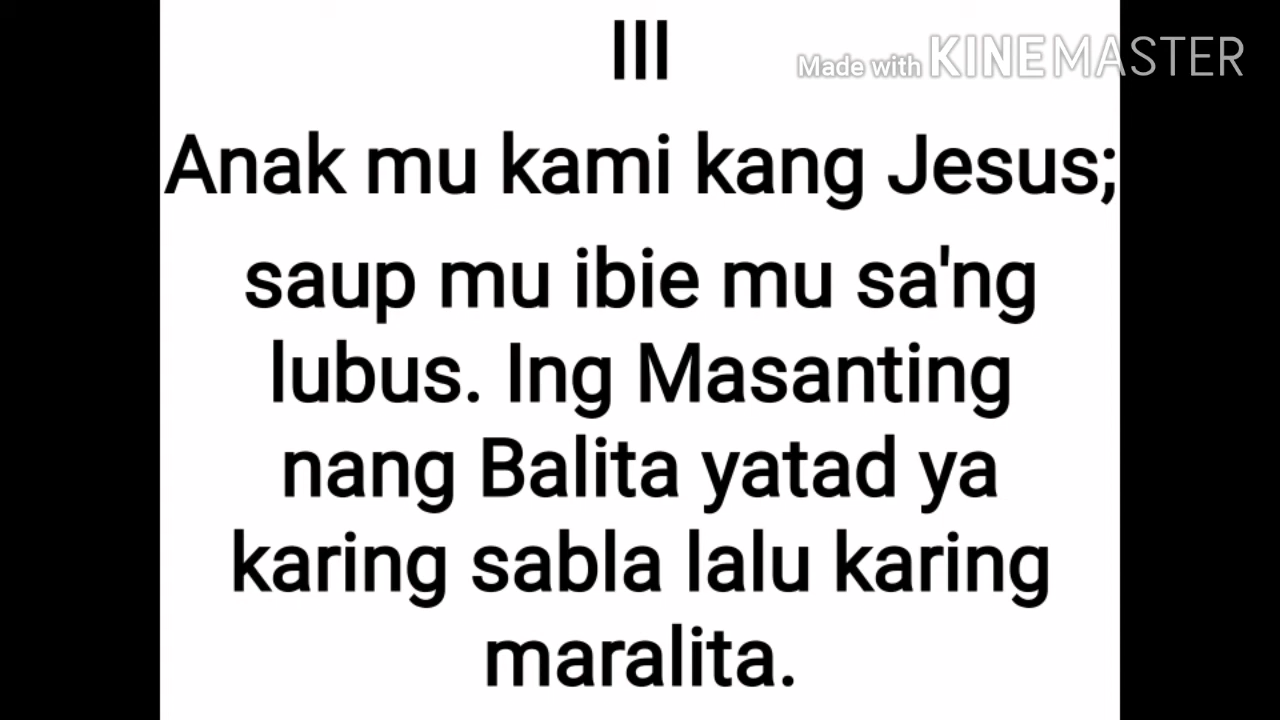 III
Made with KINEMASTER
Anak mu kami kang Jesus;
saup mu ibie mu sa'ng
lubus. Ing Masanting
nang Balita yatad ya
karing sabla lalu karing
maralita.